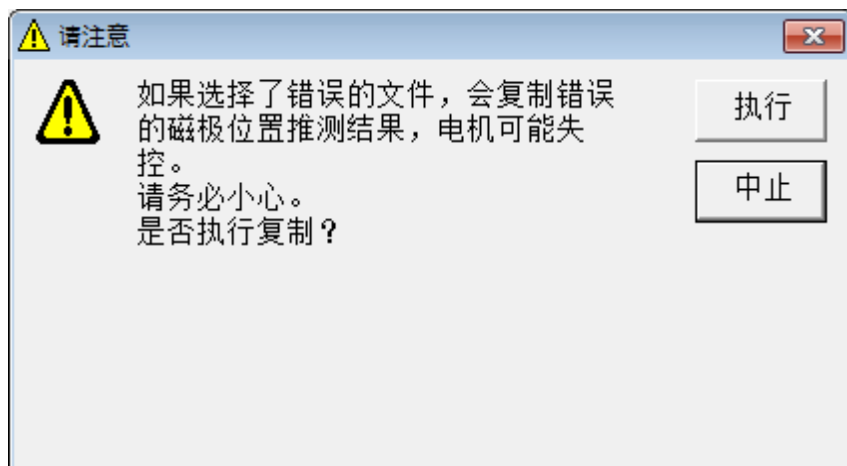 请注意
如果选择了错误的文件，会复制错误
的磁极位置推测结果，电机可能失
控。
请务必小心。
是否执行复制？
执行
中止